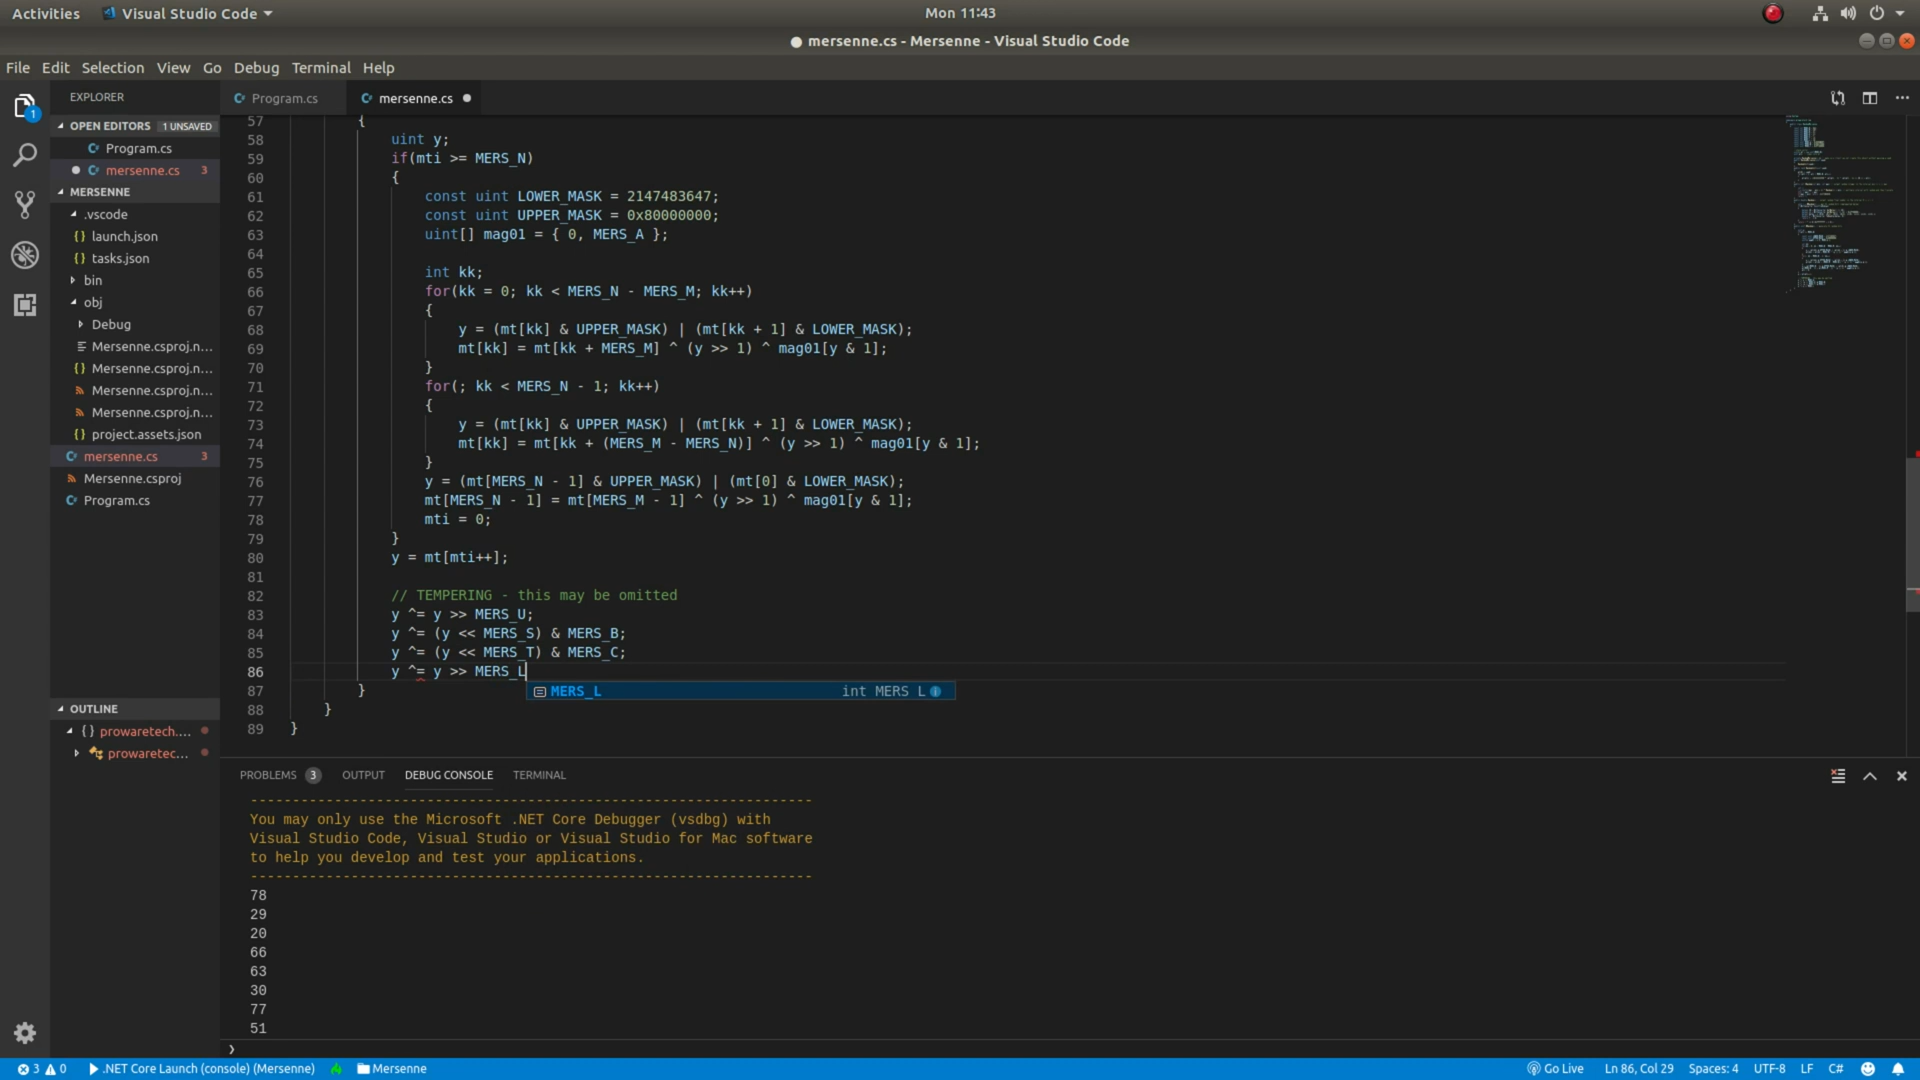 Activities Visual Studio Code Mon 11:43
● mersenne.cs - Mersenne - Visual Studio Code
File Edit Selection View Go Debug Terminal Help
EXPLORER
OPEN EDITORS 1 UNSAVED
Program.cs
mersenne.cs 3
MERSENNE
.vscode
{} launch.json
{} tasks.json
bin
obj
Debug
Mersenne.csproj.n...
{} Mersenne.csproj.n...
Mersenne.csproj.n...
Mersenne.csproj.n...
{} project.assets.json
mersenne.cs 3
Mersenne.csproj
Program.cs
OUTLINE
{} prowaretech....
prowaretec...
1
Program.cs mersenne.cs
57 {
58 uint y;
59 if(mti >= MERS_N)
60 {
61 const uint LOWER_MASK = 2147483647;
62 const uint UPPER_MASK = 0x80000000;
63 uint[] mag01 = { 0, MERS_A };
64
65 int kk;
66 for(kk = 0; kk < MERS_N - MERS_M; kk++)
67 {
68 y = (mt[kk] & UPPER_MASK) | (mt[kk + 1] & LOWER_MASK);
69 mt[kk] = mt[kk + MERS_M] ^ (y >> 1) ^ mag01[y & 1];
70 }
71 for(; kk < MERS_N - 1; kk++)
72 {
73 y = (mt[kk] & UPPER_MASK) | (mt[kk + 1] & LOWER_MASK);
74 mt[kk] = mt[kk + (MERS_M - MERS_N)] ^ (y >> 1) ^ mag01[y & 1];
75 }
76 y = (mt[MERS_N - 1] & UPPER_MASK) | (mt[0] & LOWER_MASK);
77 mt[MERS_N - 1] = mt[MERS_M - 1] ^ (y >> 1) ^ mag01[y & 1];
78 mti = 0;
79 }
80 y = mt[mti++];
81
82 // TEMPERING - this may be omitted
83 y ^= y >> MERS_U;
84 y ^= (y << MERS_S) & MERS_B;
85 y ^= (y << MERS_T) & MERS_C;
86 y ^= y >> MERS_L
87 }
MERS_L int MERS_L
88 }
89 }
PROBLEMS 3 OUTPUT DEBUG CONSOLE TERMINAL
-------------------------------------------------------------------
You may only use the Microsoft .NET Core Debugger (vsdbg) with
Visual Studio Code, Visual Studio or Visual Studio for Mac software
to help you develop and test your applications.
-------------------------------------------------------------------
78
29
20
66
63
30
77
51
❯
3 0 .NET Core Launch (console) (Mersenne) Mersenne Go Live Ln 86, Col 29 Spaces: 4 UTF-8 LF C#